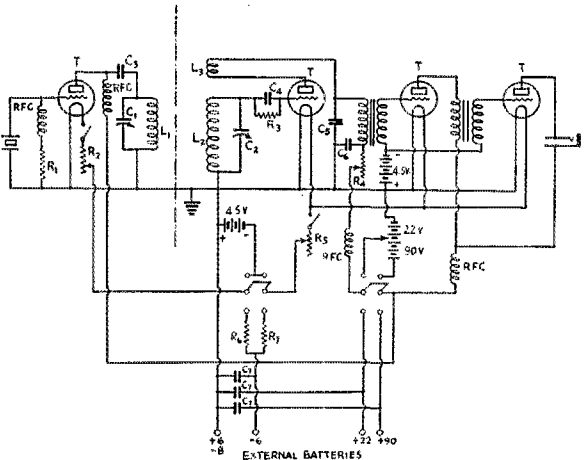 T
C3
RFC
RFC
C1
L1
R1
R2
L3
L2
C4
R3
C2
T
C5
C6
R4
T
T
- 4.5V +
4.5V
+ -
R5
RFC
22V
90V
RFC
R6
R7
C7
C7
C7
+6
-B
-6
+22
+90
EXTERNAL BATTERIES